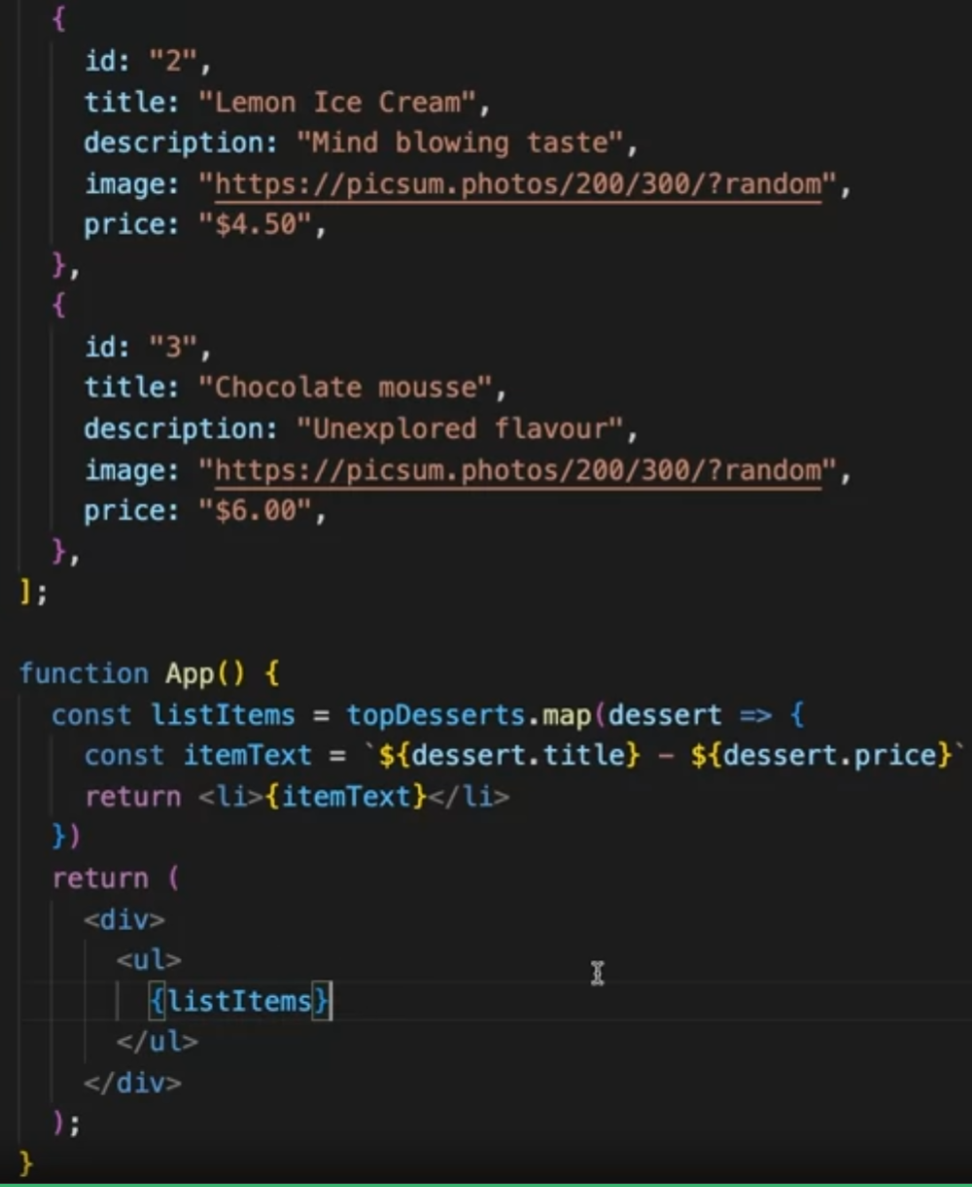 {
id: "2",
title: "Lemon Ice Cream",
description: "Mind blowing taste",
image: "https://picsum.photos/200/300/?random",
price: "$4.50",
},
{
id: "3",
title: "Chocolate mousse",
description: "Unexplored flavour",
image: "https://picsum.photos/200/300/?random",
price: "$6.00",
},
];
function App() {
const listItems = topDesserts.map(dessert => {
const itemText = `${dessert.title} - ${dessert.price}`
return <li>{itemText}</li>
})
return (
<div>
<ul>
{listItems}
</ul>
</div>
);
}